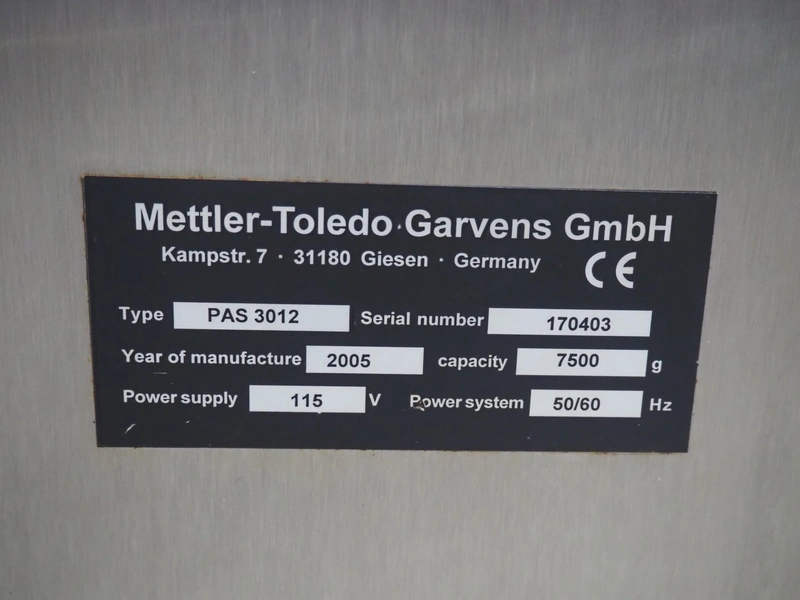 Mettler-Toledo Garvens GmbH
Kampstr. 7 · 31180 Giesen · Germany CE
Type PAS 3012 Serial number 170403
Year of manufacture 2005 capacity 7500 g
Power supply 115 V Power system 50/60 Hz